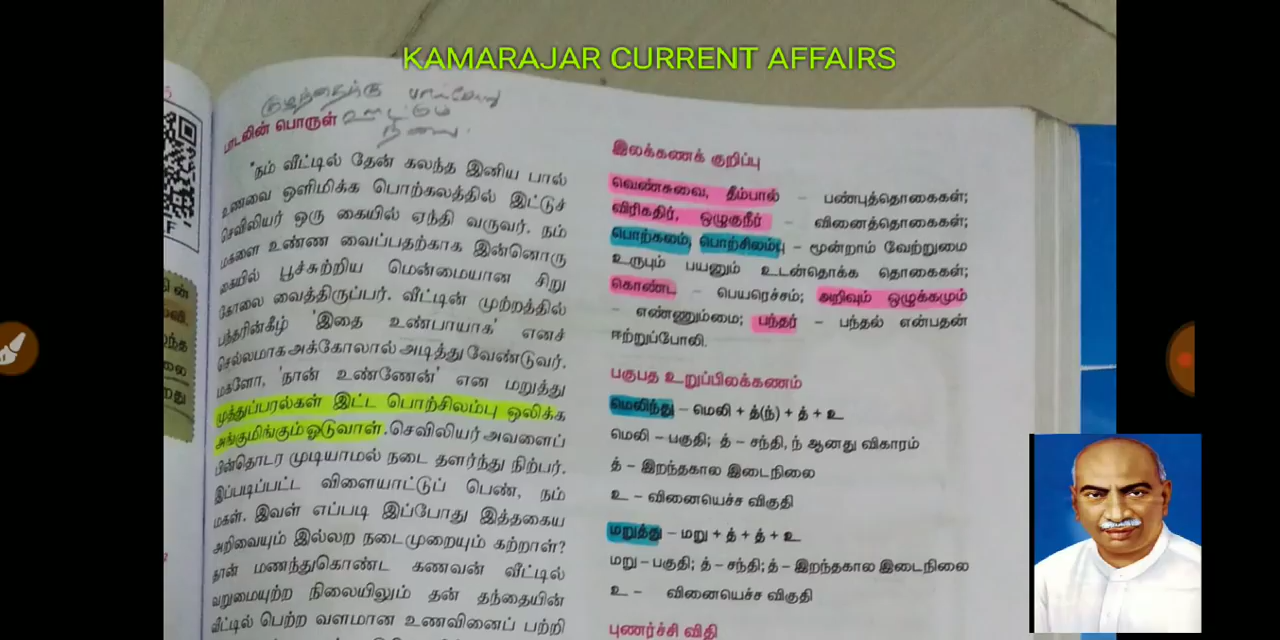 KAMARAJAR CURRENT AFFAIRS
குழந்தைக்கு
ஊட்டும்
நிலை.
பாடலின் பொருள்
"நம் வீட்டில் தேன் கலந்த இனிய பால்
உணவை ஒளிமிக்க பொற்கலத்தில் இட்டுச்
செவிலியர் ஒரு கையில் ஏந்தி வருவர். நம்
மகளை உண்ண வைப்பதற்காக இன்னொரு
கையில் பூச்சுற்றிய மென்மையான சிறு
கோலை வைத்திருப்பர். வீட்டின் முற்றத்தில்
பந்தரின்கீழ் 'இதை உண்பாயாக' எனச்
செல்லமாக அக்கோலால் அடித்து வேண்டுவர்.
மகளோ, 'நான் உண்ணேன்' என மறுத்து
முத்துப்பரல்கள் இட்ட பொற்சிலம்பு ஒலிக்க
அங்குமிங்கும் ஓடுவாள். செவிலியர் அவளைப்
பின்தொடர முடியாமல் நடை தளர்ந்து நிற்பர்.
இப்படிப்பட்ட விளையாட்டுப் பெண், நம்
மகள். இவள் எப்படி இப்போது இத்தகைய
அறிவையும் இல்லற நடைமுறையும் கற்றாள்?
தான் மணந்துகொண்ட கணவன் வீட்டில்
வறுமையுற்ற நிலையிலும் தன் தந்தையின்
வீட்டில் பெற்ற வளமான உணவினைப் பற்றி
இலக்கணக் குறிப்பு
வெண்சுவை, தீம்பால் – பண்புத்தொகைகள்;
விரிகதிர், ஒழுகுநீர் – வினைத்தொகைகள்;
பொற்கலம், பொற்சிலம்பு – மூன்றாம் வேற்றுமை
உருபும் பயனும் உடன்தொக்க தொகைகள்;
கொண்ட – பெயரெச்சம்; அறிவும் ஒழுக்கமும்
– எண்ணும்மை; பந்தர் – பந்தல் என்பதன்
ஈற்றுப்போலி.
பகுபத உறுப்பிலக்கணம்
மெலிந்து – மெலி + த்(ந்) + த் + உ
மெலி – பகுதி; த் – சந்தி, ந் ஆனது விகாரம்
த் – இறந்தகால இடைநிலை
உ – வினையெச்ச விகுதி
மறுத்து – மறு + த் + த் + உ
மறு – பகுதி; த் – சந்தி; த் – இறந்தகால இடைநிலை
உ – வினையெச்ச விகுதி
புணர்ச்சி விதி